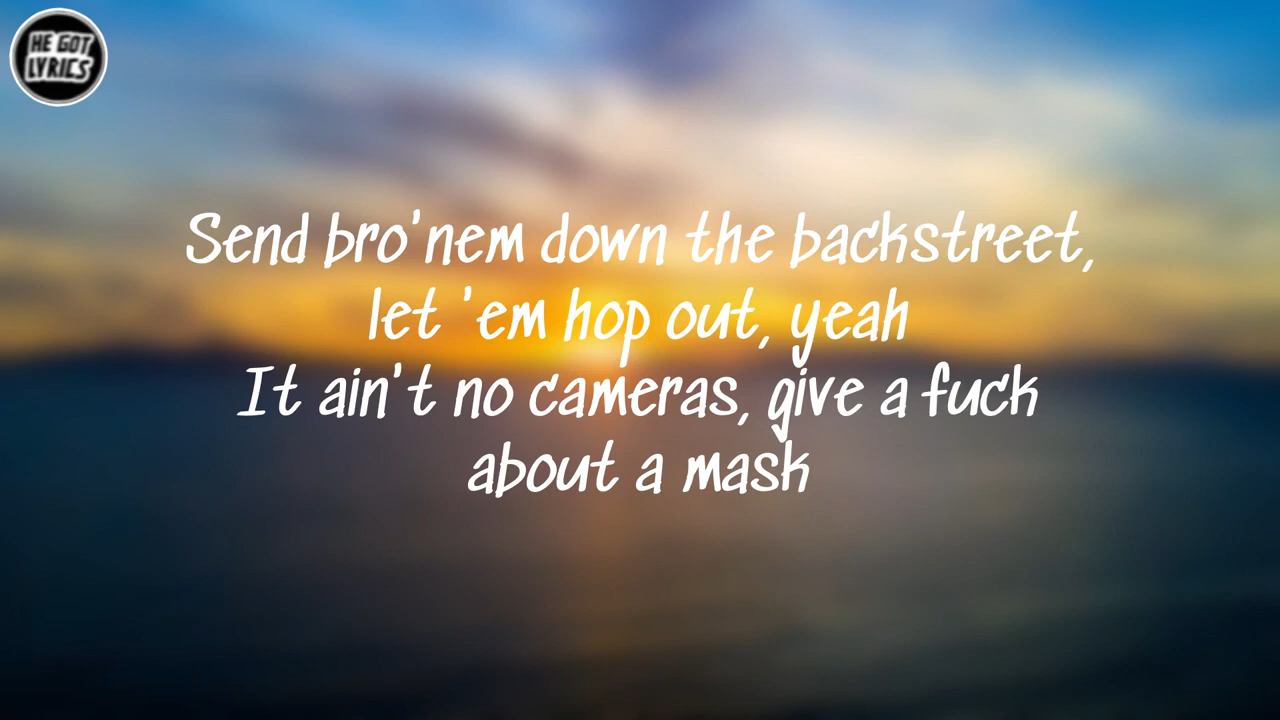 HE GOT
LYRICS
Send bro'nem down the backstreet,
let 'em hop out, yeah
It ain't no cameras, give a fuck
about a mask